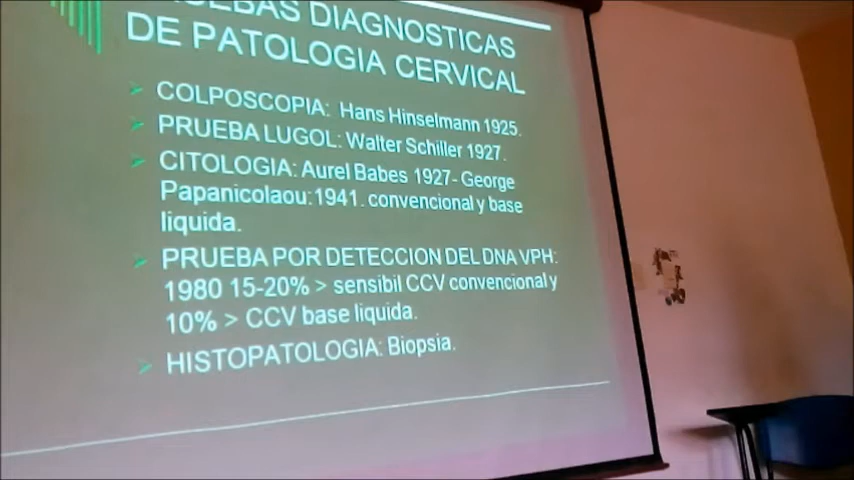 PRUEBAS DIAGNOSTICAS
DE PATOLOGIA CERVICAL
COLPOSCOPIA: Hans Hinselmann 1925.
PRUEBA LUGOL: Walter Schiller 1927.
CITOLOGIA: Aurel Babes 1927- George
Papanicolaou:1941. convencional y base
liquida.
PRUEBA POR DETECCION DEL DNA VPH:
1980 15-20% > sensibil CCV convencional y
10% > CCV base liquida.
HISTOPATOLOGIA: Biopsia.